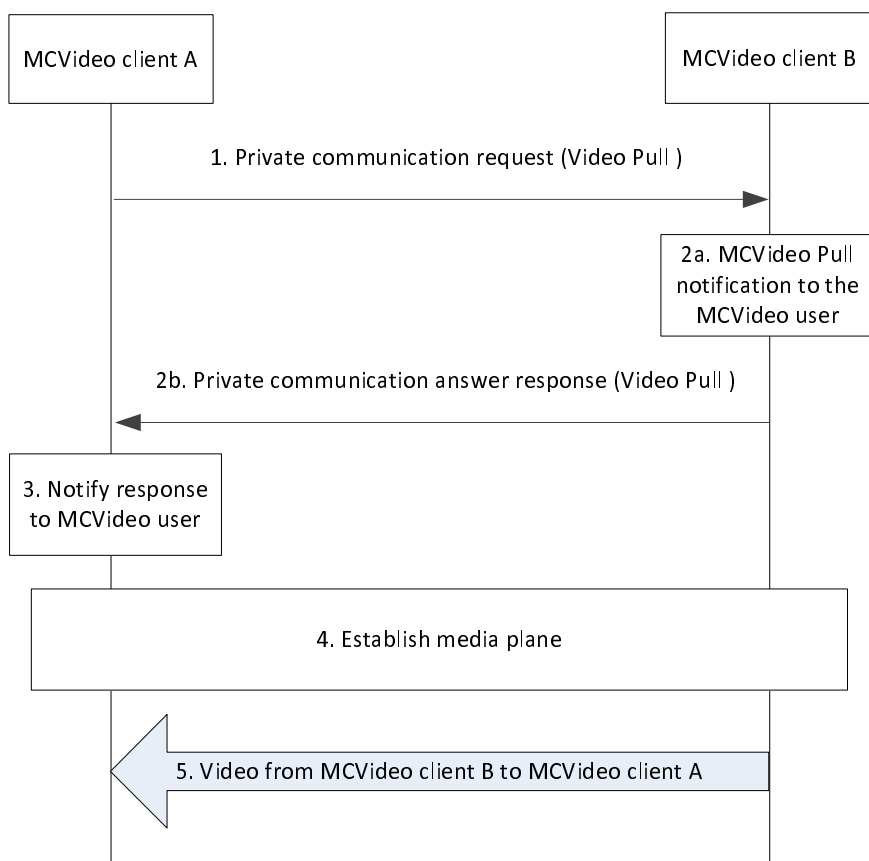 MCVideo client A
MCVideo client B
1. Private communication request (Video Pull )
2a. MCVideo Pull
notification to the
MCVideo user
2b. Private communication answer response (Video Pull )
3. Notify response
to MCVideo user
4. Establish media plane
5. Video from MCVideo client B to MCVideo client A